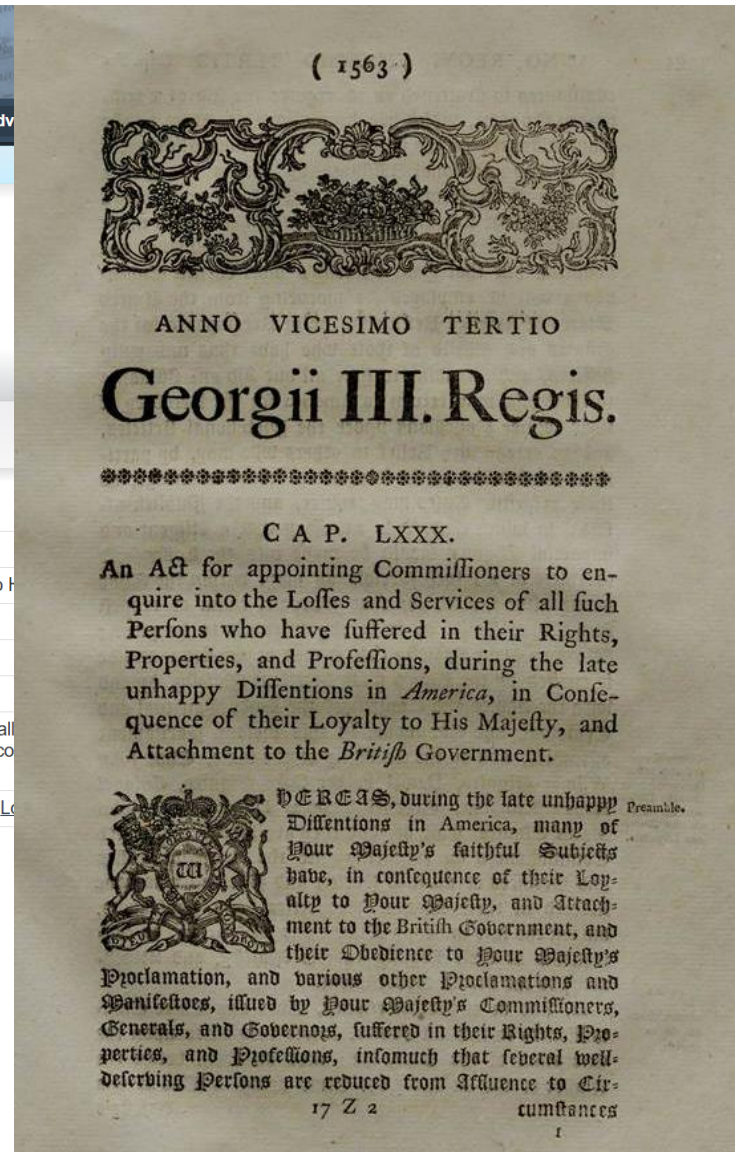 ( 1563 )
ANNO VICESIMO TERTIO
Georgii III. Regis.
CAP. LXXX.
An Act for appointing Commiſſioners to en-
quire into the Loſſes and Services of all ſuch
Perſons who have ſuffered in their Rights,
Properties, and Profeſſions, during the late
unhappy Diſſentions in America, in Conſe-
quence of their Loyalty to His Majeſty, and
Attachment to the Britiſh Government.
WHEREAS, during the late unhappy
Preamble.
Diſſentions in America, many of
Your Majeſty's faithful Subjects
have, in conſequence of their Loy-
alty to Your Majeſty, and Attach-
ment to the Britiſh Government, and
their Obedience to Your Majeſty's
Proclamation, and various other Proclamations and
Manifeſtoes, iſſued by Your Majeſty's Commiſſioners,
Generals, and Governors, ſuffered in their Rights, Pro-
perties, and Profeſſions, inſomuch that ſeveral well-
deſerving Perſons are reduced from Affluence to Cir-
17 Z 2
cumſtances
1